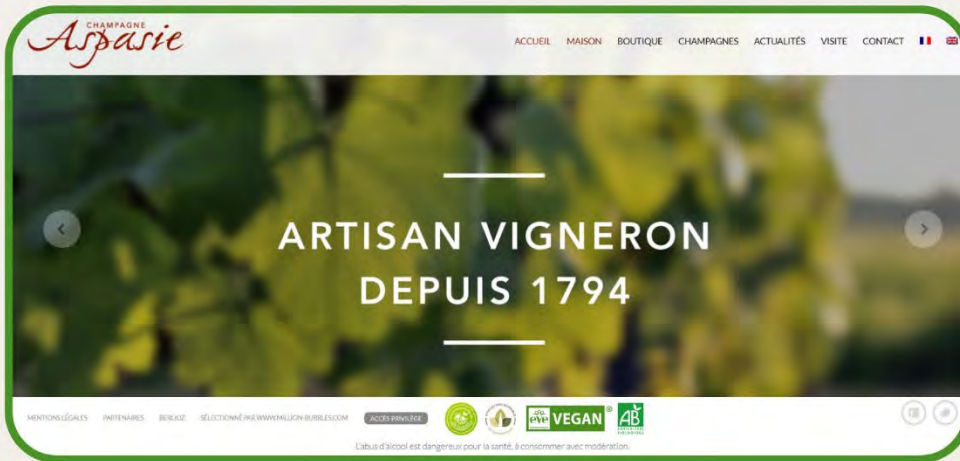 CHAMPAGNE
Aspasie
ACCUEIL MAISON BOUTIQUE CHAMPAGNES ACTUALITÉS VISITE CONTACT
ARTISAN VIGNERON
DEPUIS 1794
MENTIONS LÉGALES PARTENAIRES BERLIOZ SÉLECTIONNÉ PAR WWW.MILLION-BUBBLES.COM ACCÈS PRIVILÈGE
EVE VEGAN®
AB
L'abus d'alcool est dangereux pour la santé, à consommer avec modération.